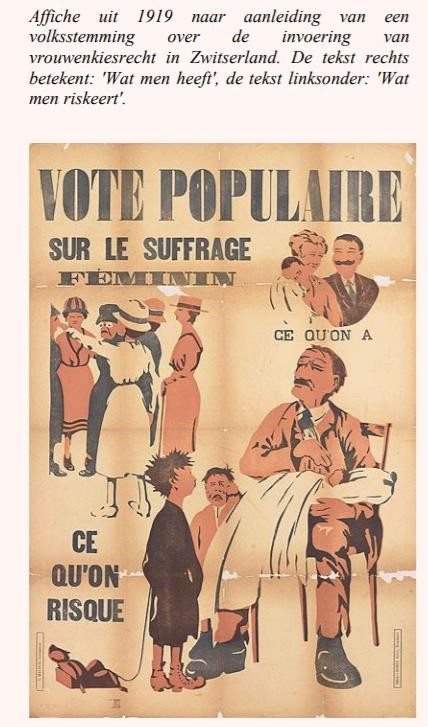 Affiche uit 1919 naar aanleiding van een
volksstemming over de invoering van
vrouwenkiesrecht in Zwitserland. De tekst rechts
betekent: 'Wat men heeft', de tekst linksonder: 'Wat
men riskeert'.
VOTE POPULAIRE
SUR LE SUFFRAGE
FÉMININ
CE QU'ON A
CE
QU'ON
RISQUE